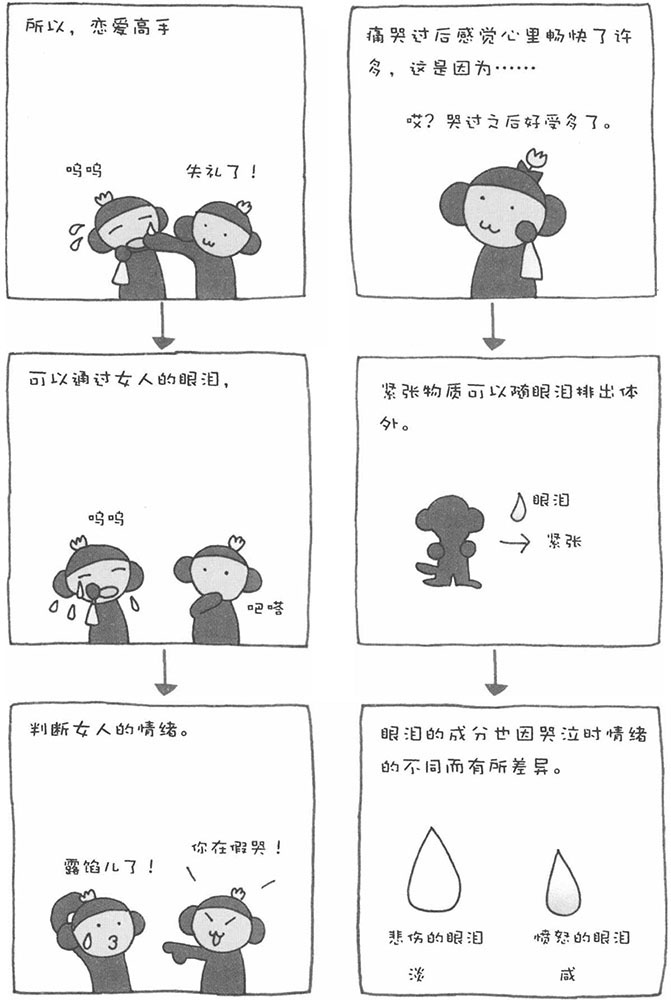 痛哭过后感觉心里畅快了许
多，这是因为……
哎？哭过之后好受多了。
紧张物质可以随眼泪排出体
外。
眼泪
紧张
眼泪的成分也因哭泣时情绪
的不同而有所差异。
悲伤的眼泪
淡
愤怒的眼泪
咸
所以，恋爱高手
呜呜
失礼了！
可以通过女人的眼泪，
呜呜
吧嗒
判断女人的情绪。
露馅儿了！
你在假哭！